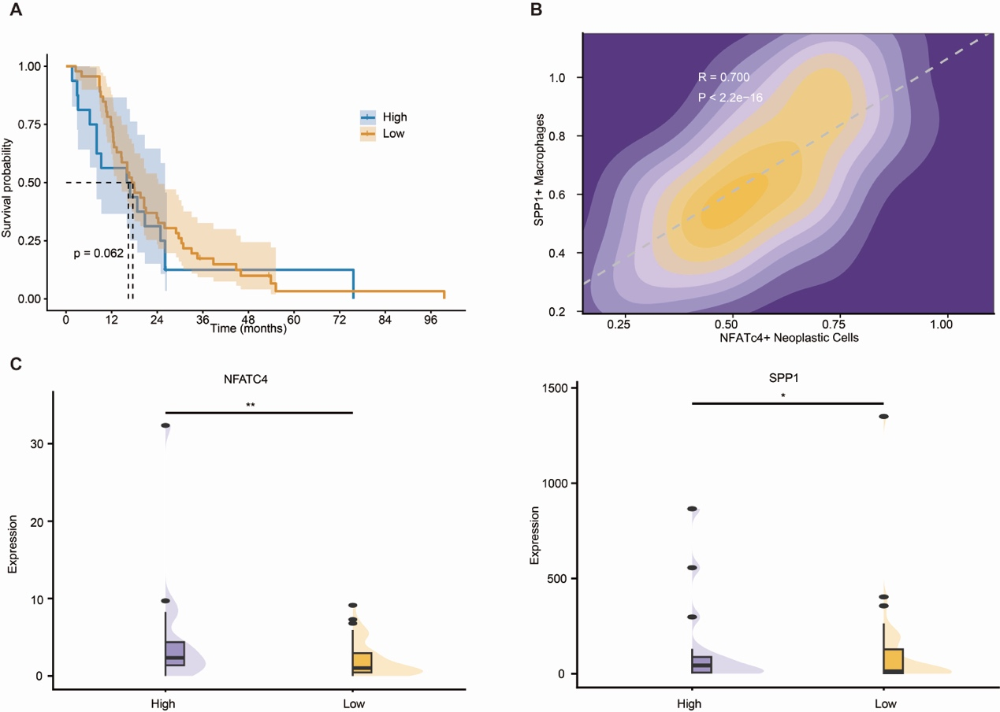 A
B
1.00
0.75
0.50
0.25
0.00
Survival probability
p = 0.062
High
Low
0
12
24
36
48
60
72
84
96
Time (months)
R = 0.700
P < 2.2e−16
1.0
0.8
0.6
0.4
0.2
SPP1+ Macrophages
0.25
0.50
0.75
1.00
NFATc4+ Neoplastic Cells
C
NFATC4
**
30
20
10
0
Expression
High
Low
SPP1
*
1500
1000
500
0
Expression
High
Low